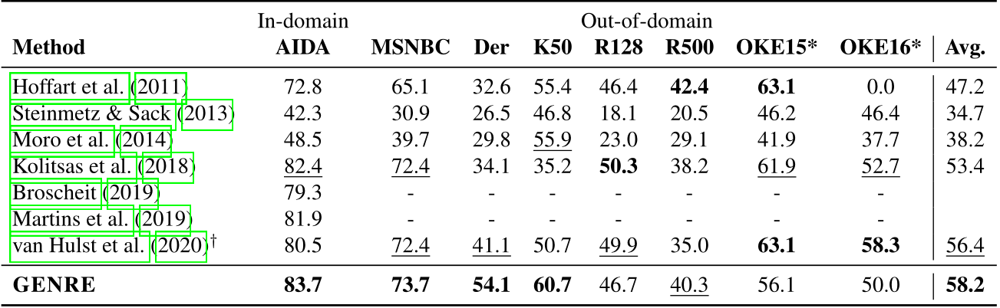 In-domain Out-of-domain
Method AIDA MSNBC Der K50 R128 R500 OKE15* OKE16* Avg.
Hoffart et al. (2011) 72.8 65.1 32.6 55.4 46.4 42.4 63.1 0.0 47.2
Steinmetz & Sack (2013) 42.3 30.9 26.5 46.8 18.1 20.5 46.2 46.4 34.7
Moro et al. (2014) 48.5 39.7 29.8 55.9 23.0 29.1 41.9 37.7 38.2
Kolitsas et al. (2018) 82.4 72.4 34.1 35.2 50.3 38.2 61.9 52.7 53.4
Broscheit (2019) 79.3 - - - - - - -
Martins et al. (2019) 81.9 - - - - - - -
van Hulst et al. (2020)† 80.5 72.4 41.1 50.7 49.9 35.0 63.1 58.3 56.4
GENRE 83.7 73.7 54.1 60.7 46.7 40.3 56.1 50.0 58.2